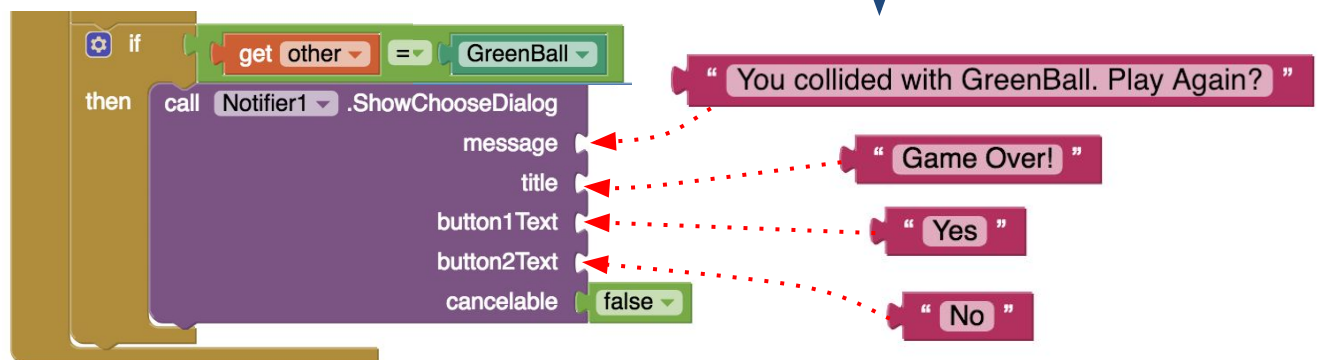 if get other = GreenBall
“ You collided with GreenBall. Play Again? ”
then call Notifier1 .ShowChooseDialog
message
title “ Game Over! ”
button1Text “ Yes ”
button2Text
cancelable false “ No ”